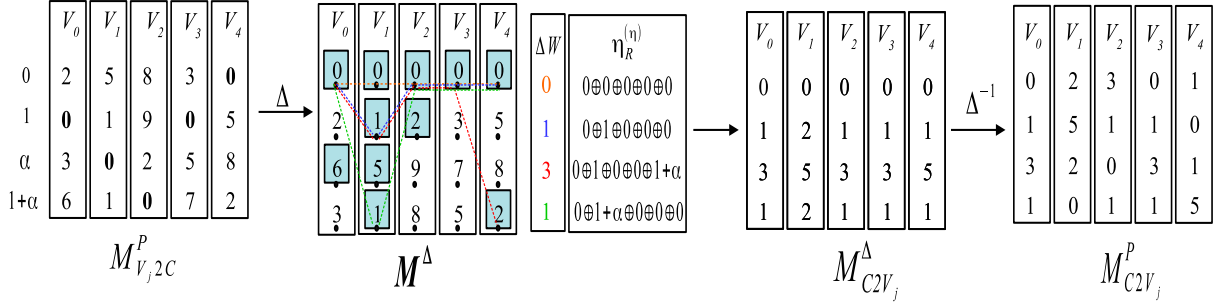 V₀ V₁ V₂ V₃ V₄
0 2 5 8 3 0
1 0 1 9 0 5
α 3 0 2 5 8
1+α 6 1 0 7 2
M^P_{V_j 2C}
Δ
V₀ V₁ V₂ V₃ V₄
0 0 0 0 0
2 1 2 3 5
6 5 9 7 8
3 1 8 5 2
M^Δ
ΔW η_R^{(η)}
0 0⊕0⊕0⊕0⊕0
1 0⊕1⊕0⊕0⊕0
3 0⊕1⊕0⊕0⊕1+α
1 0⊕1+α⊕0⊕0⊕0
V₀ V₁ V₂ V₃ V₄
0 0 0 0 0
1 2 1 1 1
3 5 3 3 5
1 2 1 1 1
M^Δ_{C2V_j}
Δ⁻¹
V₀ V₁ V₂ V₃ V₄
0 2 3 0 1
1 5 1 1 0
3 2 0 3 1
1 0 1 1 5
M^P_{C2V_j}